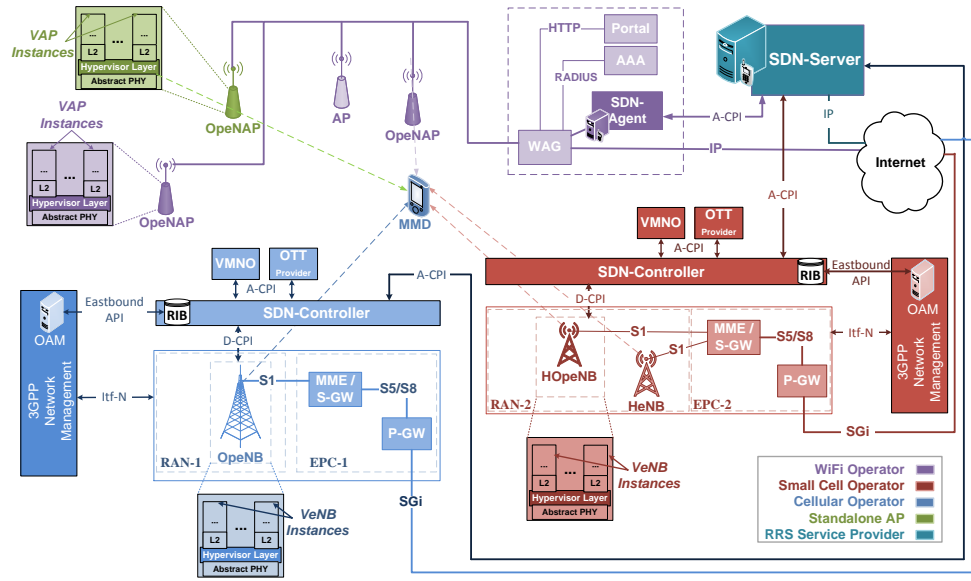 VAP
Instances
...
...
...
L2
L2
Hypervisor Layer
Abstract PHY
OpeNAP
AP
OpeNAP
VAP
Instances
...
...
...
L2
L2
Hypervisor Layer
Abstract PHY
OpeNAP
HTTP
Portal
AAA
RADIUS
SDN-
Agent
WAG
A-CPI
IP
SDN-Server
IP
Internet
A-CPI
MMD
VMNO
OTT
Provider
A-CPI
SDN-Controller
RIB
Eastbound
API
OAM
3GPP
Network
Management
Itf-N
D-CPI
S1
MME /
S-GW
S5/S8
P-GW
S1
HOpeNB
HeNB
RAN-2
EPC-2
SGi
...
...
...
L2
L2
Hypervisor Layer
Abstract PHY
VeNB
Instances
VMNO
OTT
Provider
A-CPI
A-CPI
RIB
SDN-Controller
Eastbound
API
OAM
3GPP
Network
Management
Itf-N
D-CPI
S1
MME /
S-GW
S5/S8
P-GW
OpeNB
RAN-1
EPC-1
SGi
...
...
...
L2
L2
Hypervisor Layer
Abstract PHY
VeNB
Instances
WiFi Operator
Small Cell Operator
Cellular Operator
Standalone AP
RRS Service Provider